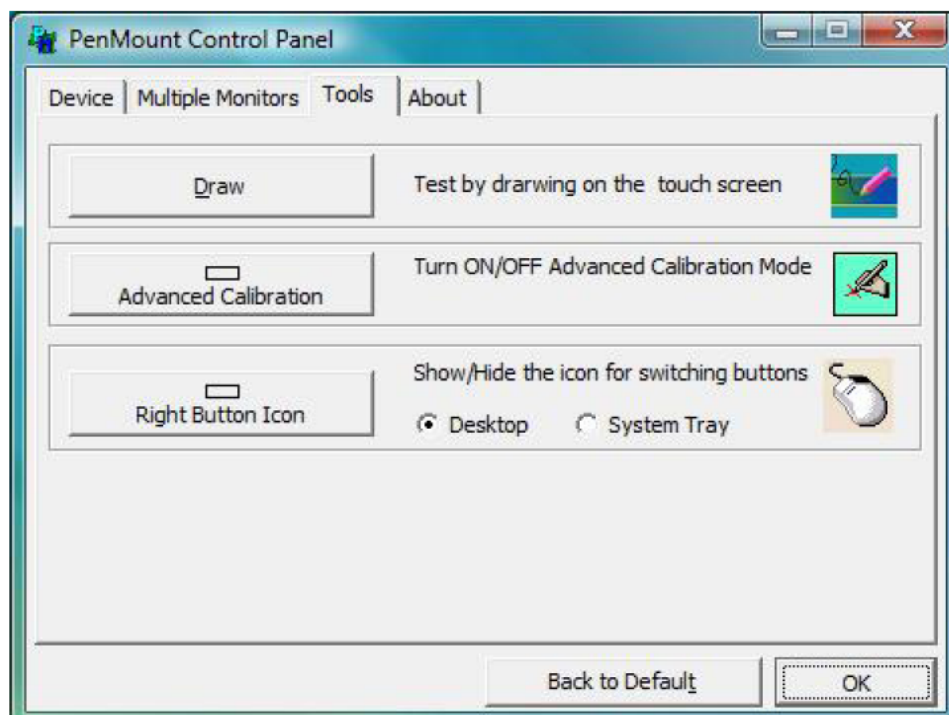 PenMount Control Panel
Device Multiple Monitors Tools About
Draw Test by drarwing on the touch screen
Advanced Calibration Turn ON/OFF Advanced Calibration Mode
Right Button Icon Show/Hide the icon for switching buttons
Desktop System Tray
Back to Default OK